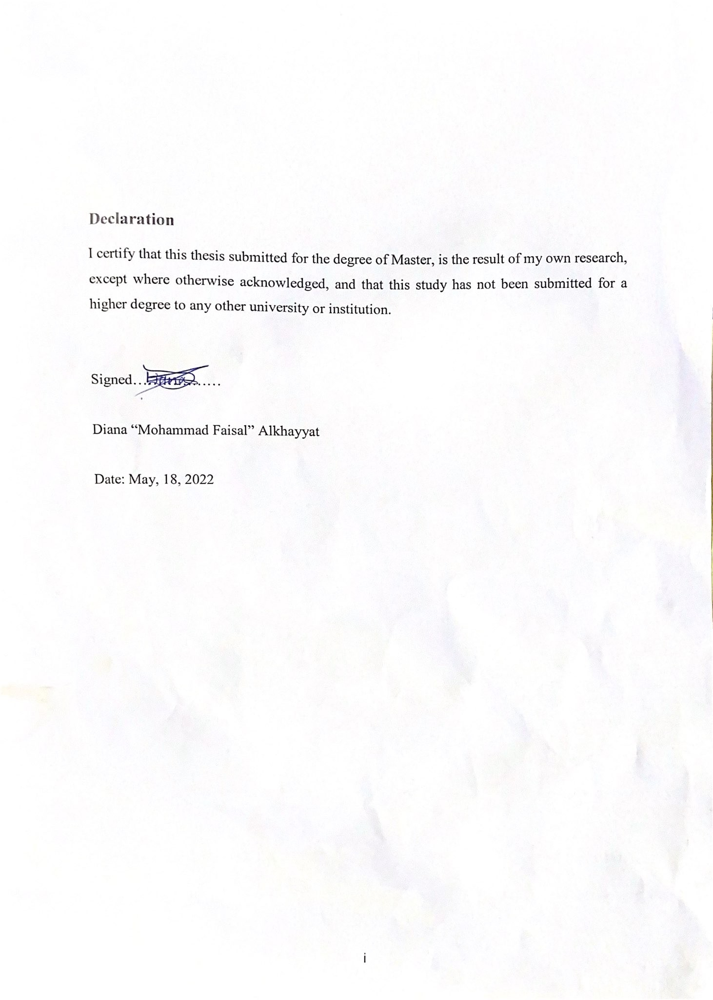 Declaration
I certify that this thesis submitted for the degree of Master, is the result of my own research,
except where otherwise acknowledged, and that this study has not been submitted for a
higher degree to any other university or institution.
Signed...Diana......
Diana “Mohammad Faisal” Alkhayyat
Date: May, 18, 2022
i